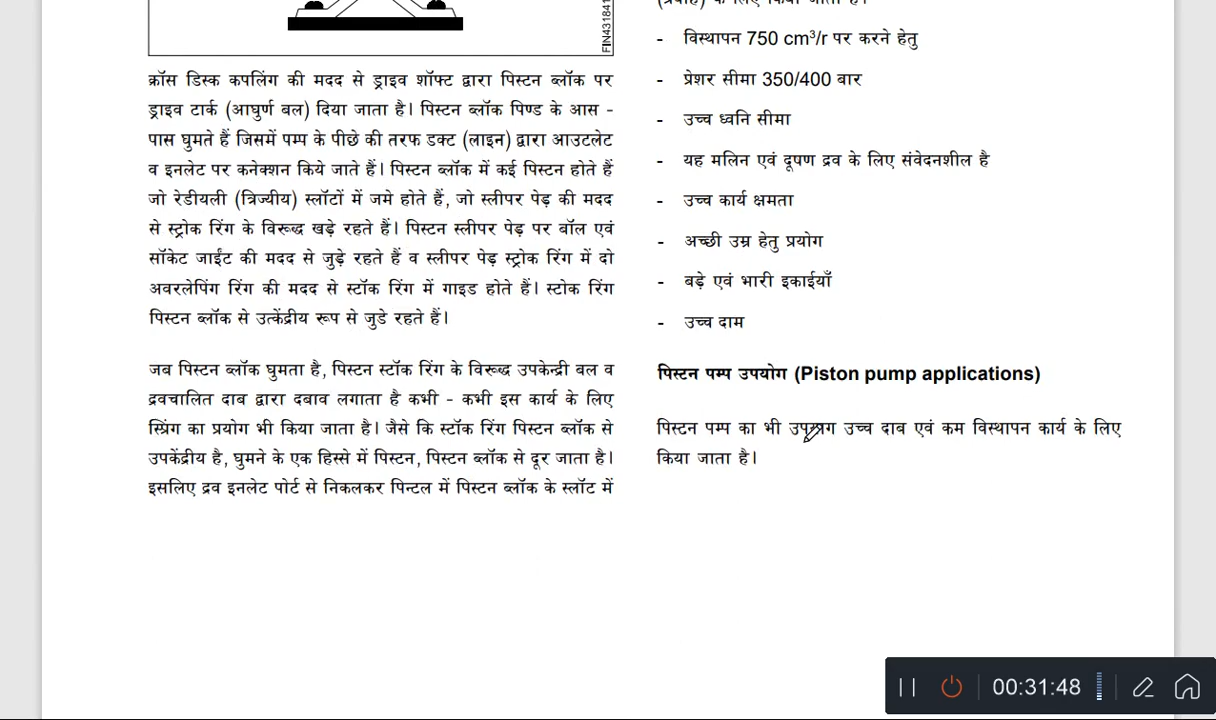 FIN431841
क्रॉस डिस्क कपलिंग की मदद से ड्राइव शॉफ्ट द्वारा पिस्टन ब्लॉक पर
ड्राइव टार्क (आघुर्ण बल) दिया जाता है। पिस्टन ब्लॉक पिण्ड के आस -
पास घुमते हैं जिसमें पम्प के पीछे की तरफ डक्ट (लाइन) द्वारा आउटलेट
व इनलेट पर कनेक्शन किये जाते हैं। पिस्टन ब्लॉक में कई पिस्टन होते हैं
जो रेडीयली (त्रिज्यीय) स्लॉटों में जमे होते हैं, जो स्लीपर पेड़ की मदद
से स्ट्रोक रिंग के विरूद्ध खड़े रहते हैं। पिस्टन स्लीपर पेड़ पर बॉल एवं
सॉकेट जाईंट की मदद से जुड़े रहते हैं व स्लीपर पेड़ स्ट्रोक रिंग में दो
अवरलेपिंग रिंग की मदद से स्टॉक रिंग में गाइड होते हैं। स्टोक रिंग
पिस्टन ब्लॉक से उत्केंद्रीय रूप से जुडे रहते हैं।
जब पिस्टन ब्लॉक घुमता है, पिस्टन स्टॉक रिंग के विरूद्ध उपकेन्द्री बल व
द्रवचालित दाब द्वारा दबाव लगाता है कभी - कभी इस कार्य के लिए
स्प्रिंग का प्रयोग भी किया जाता है। जैसे कि स्टॉक रिंग पिस्टन ब्लॉक से
उपकेंद्रीय है, घुमने के एक हिस्से में पिस्टन, पिस्टन ब्लॉक से दूर जाता है।
इसलिए द्रव इनलेट पोर्ट से निकलकर पिन्टल में पिस्टन ब्लॉक के स्लॉट में
(प्रवाह) के लिए किया जाता है।
- विस्थापन 750 cm³/r पर करने हेतु
- प्रेशर सीमा 350/400 बार
- उच्च ध्वनि सीमा
- यह मलिन एवं दूषण द्रव के लिए संवेदनशील है
- उच्च कार्य क्षमता
- अच्छी उम्र हेतु प्रयोग
- बड़े एवं भारी इकाईयाँ
- उच्च दाम
पिस्टन पम्प उपयोग (Piston pump applications)
पिस्टन पम्प का भी उच्च दाब एवं कम विस्थापन कार्य के लिए
किया जाता है।
00:31:48